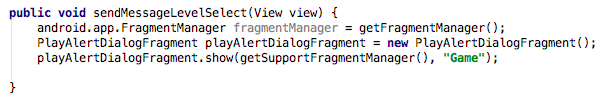 public void sendMessageLevelSelect(View view) {
    android.app.FragmentManager fragmentManager = getFragmentManager();
    PlayAlertDialogFragment playAlertDialogFragment = new PlayAlertDialogFragment();
    playAlertDialogFragment.show(getSupportFragmentManager(), "Game");
}